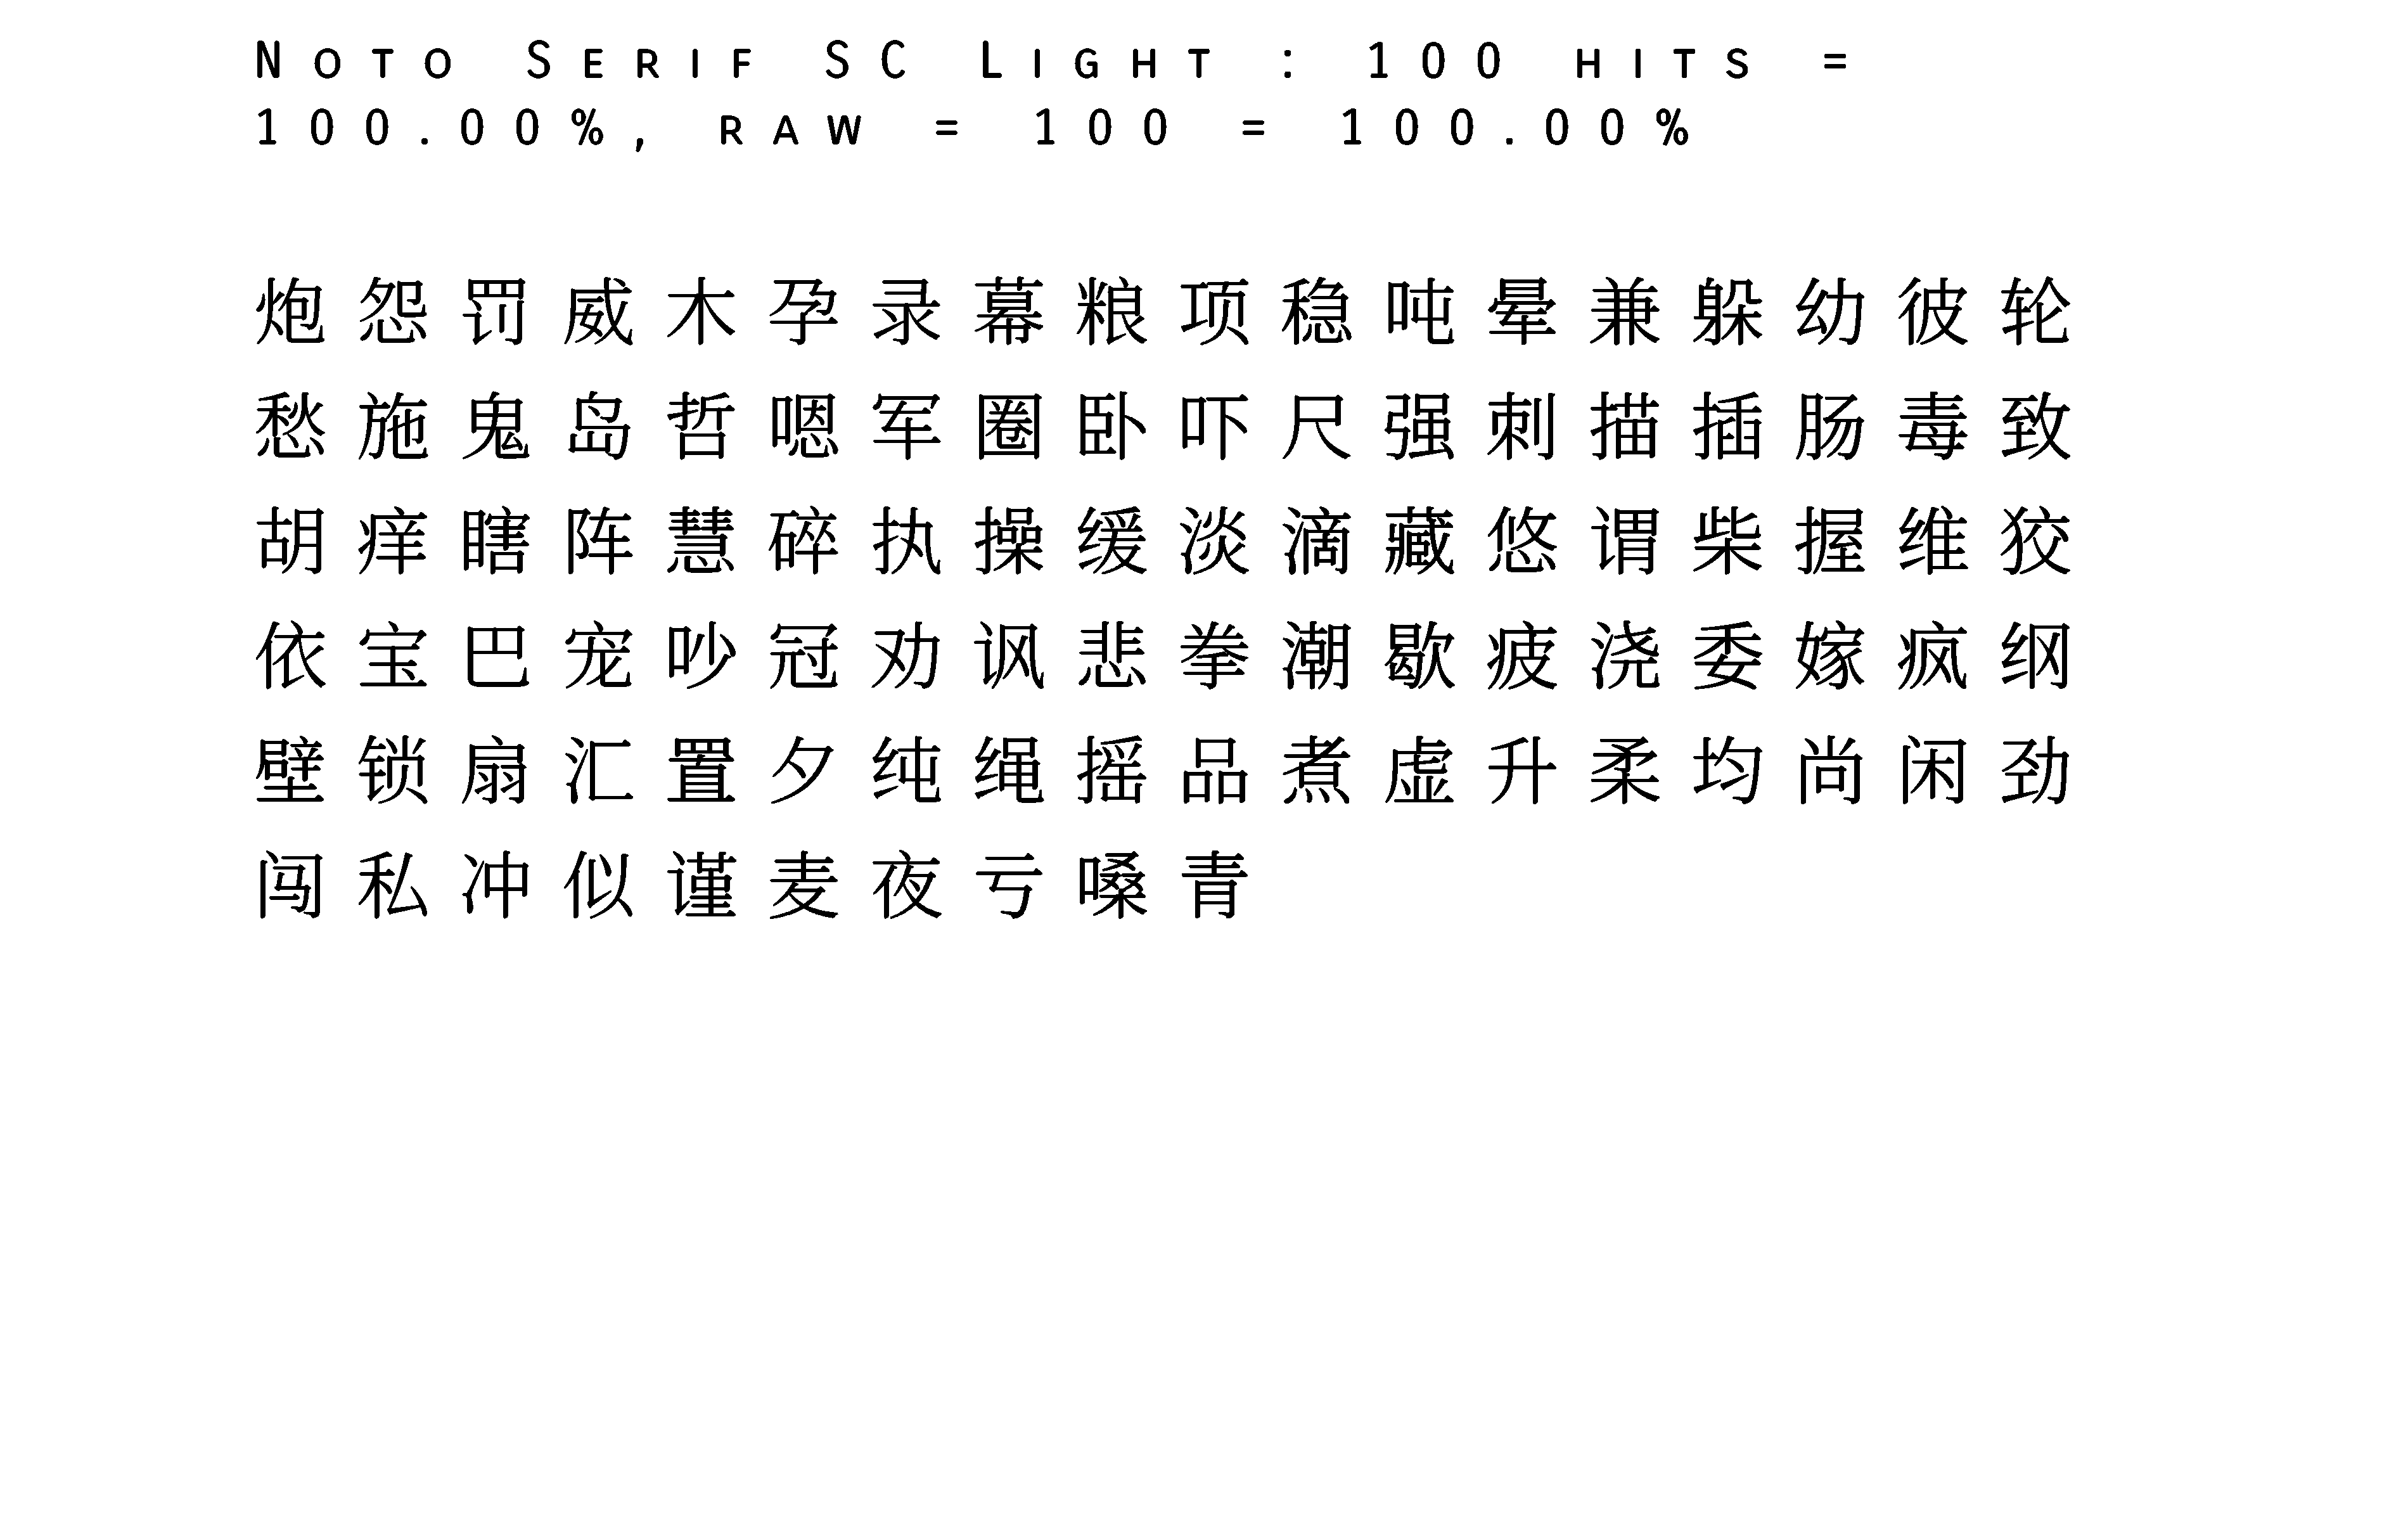 Noto Serif SC Light : 100 hits =
100.00%, raw = 100 = 100.00%
炮怨罚威木孕录幕粮项稳吨晕兼躲幼彼轮
愁施鬼岛哲嗯军圈卧吓尺强刺描插肠毒致
胡痒瞎阵慧碎执操缓淡滴藏悠谓柴握维狡
依宝巴宠吵冠劝讽悲拳潮歇疲浇委嫁疯纲
壁锁扇汇置夕纯绳摇品煮虚升柔均尚闲劲
闯私冲似谨麦夜亏嗓青